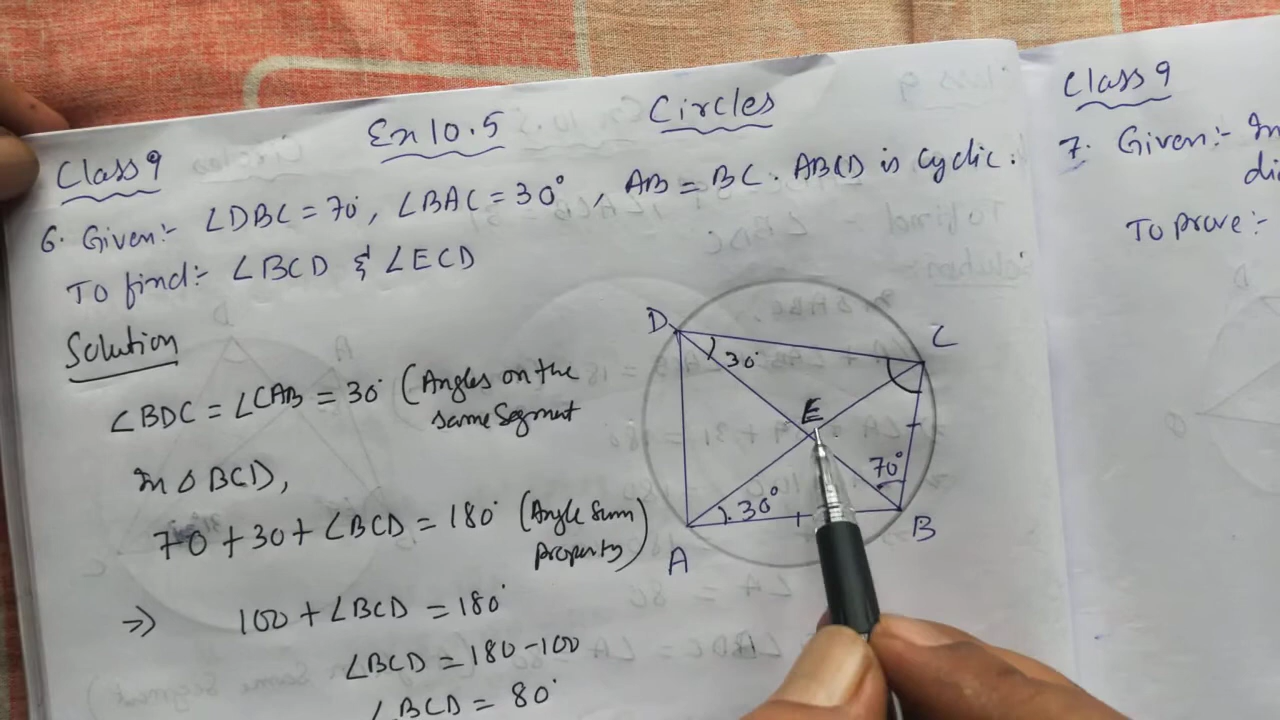 Class 9
Ex 10.5
Circles
6. Given:- ∠DBC = 70°, ∠BAC = 30°, AB = BC. ABCD is cyclic.
To find:- ∠BCD & ∠ECD
Solution
∠BDC = ∠CAB = 30° (Angles on the
same segment
In △BCD,
70 + 30 + ∠BCD = 180° (Angle sum
property)
⇒ 100 + ∠BCD = 180°
∠BCD = 180-100
∠BCD = 80°
D
C
30°
E
70°
30°
A
B
Class 9
7. Given:- In
di
To prove:-